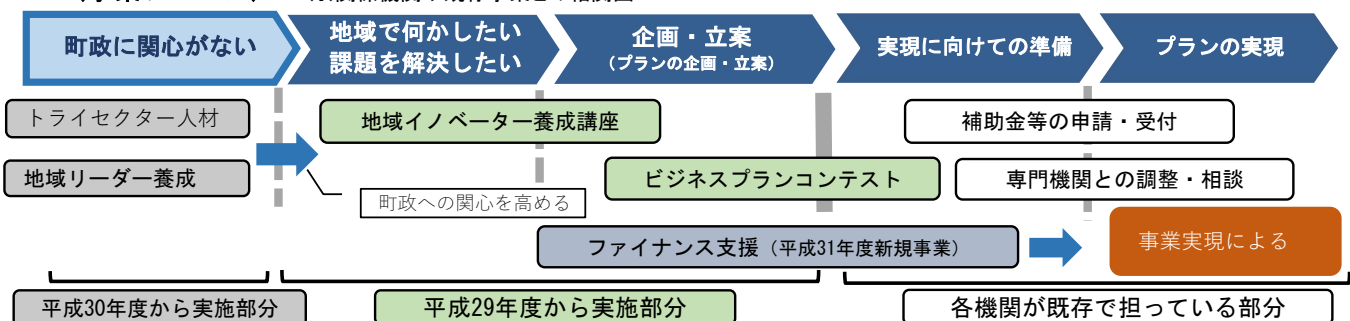 町政に関心がない
地域で何かしたい
課題を解決したい
企画・立案
(プランの企画・立案)
実現に向けての準備
プランの実現
トライセクター人材
地域イノベーター養成講座
補助金等の申請・受付
地域リーダー養成
ビジネスプランコンテスト
専門機関との調整・相談
町政への関心を高める
ファイナンス支援（平成31年度新規事業）
事業実現による
平成30年度から実施部分
平成29年度から実施部分
各機関が既存で担っている部分